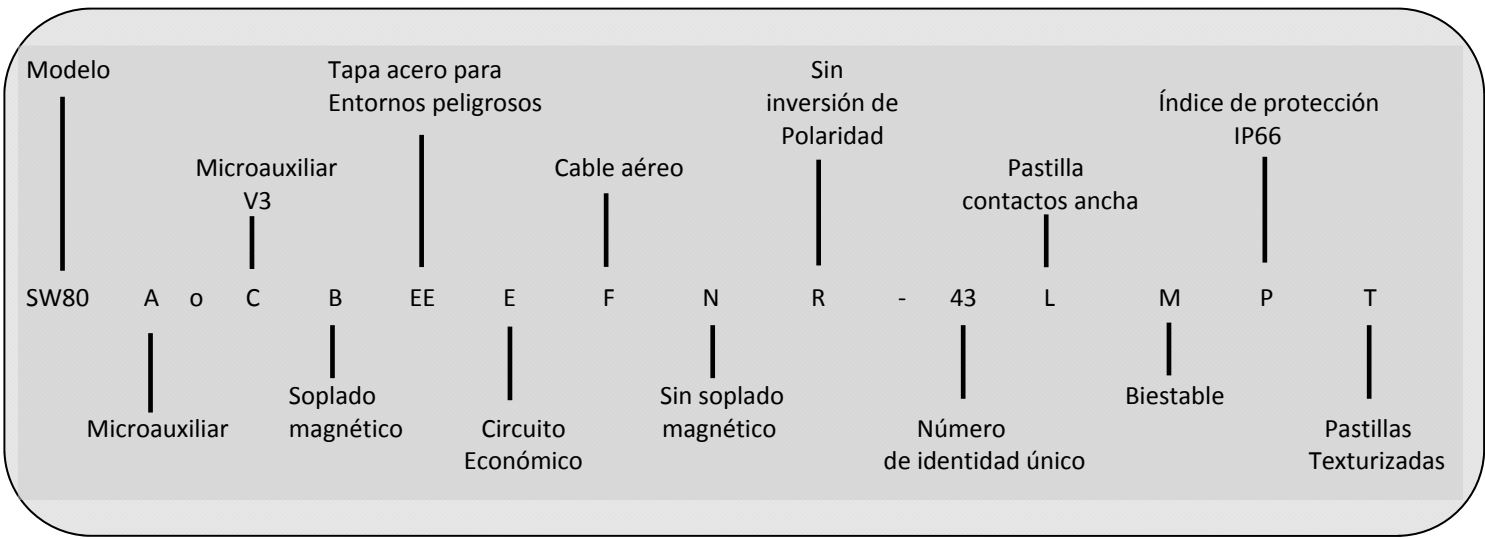 Modelo
Tapa acero para
Entornos peligrosos
Sin
inversión de
Polaridad
Índice de protección
IP66
Microauxiliar
V3
Cable aéreo
Pastilla
contactos ancha
SW80 A o C B EE E F N R - 43 L M P T
Microauxiliar
Soplado
magnético
Circuito
Económico
Sin soplado
magnético
Número
de identidad único
Biestable
Pastillas
Texturizadas